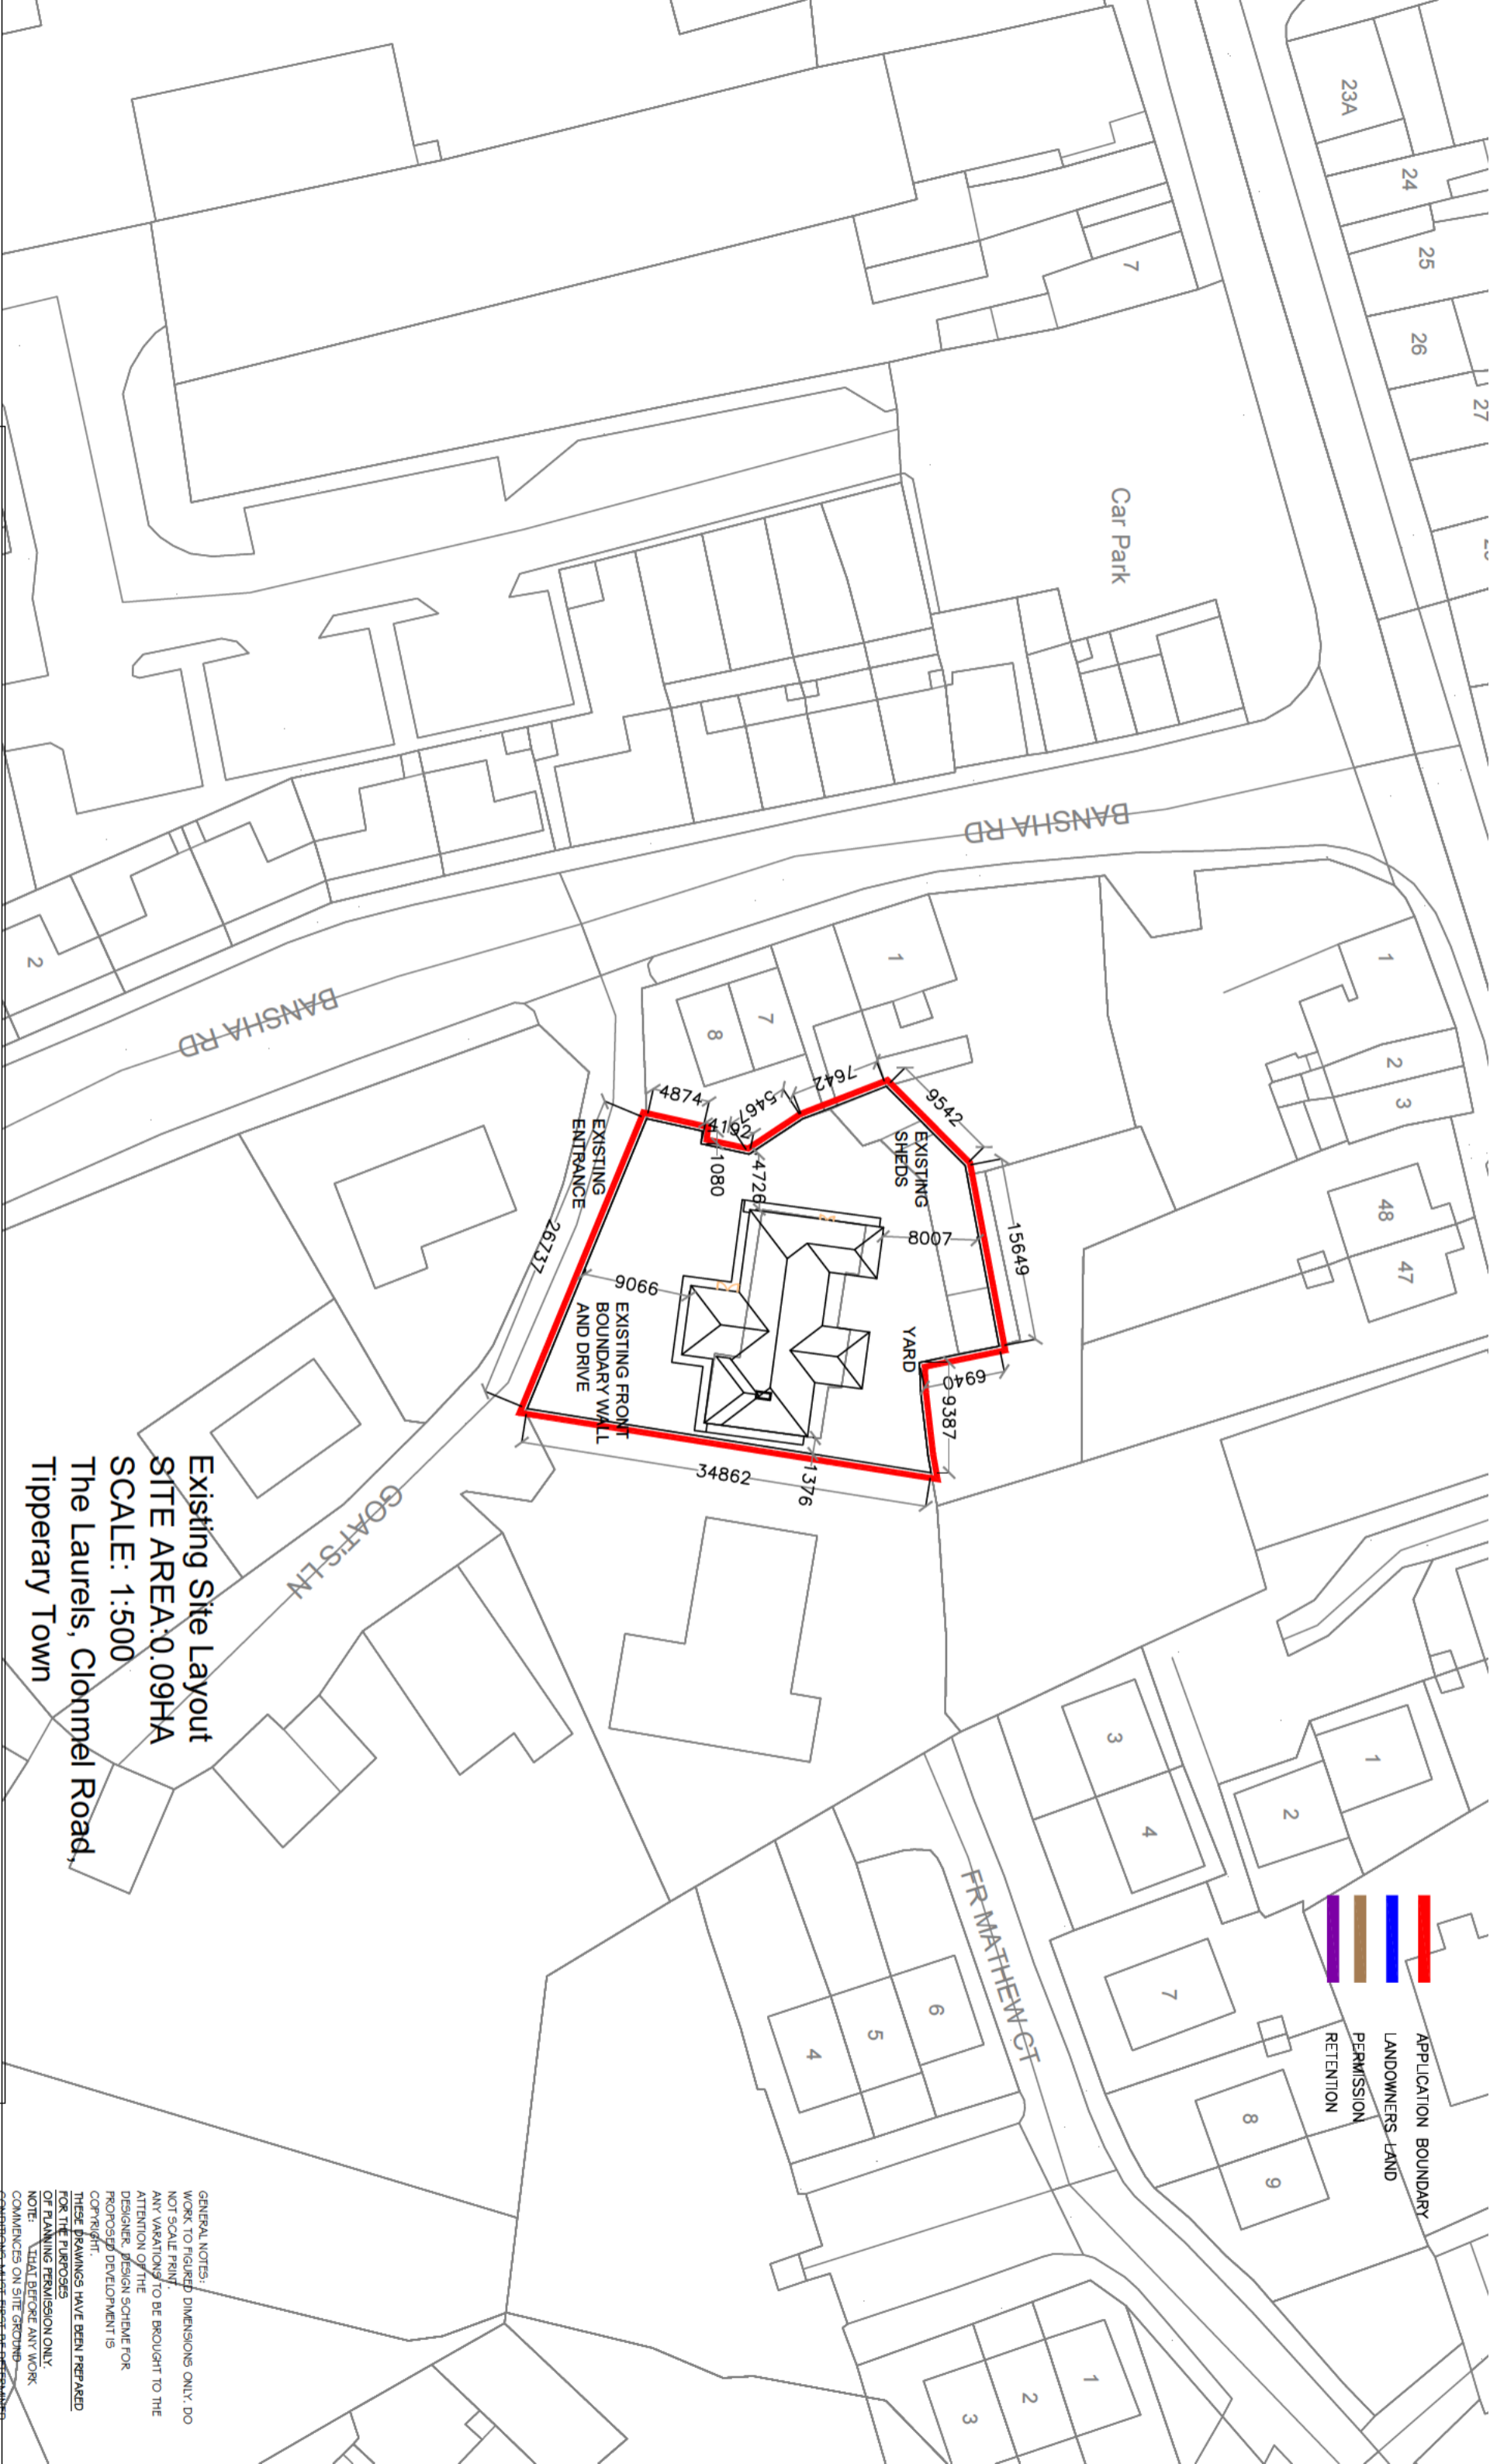 23A
24
25
26
27
7
Car Park
BANSHA RD
BANSHA RD
2
1
7
8
1
2
3
48
47
4874
4192
1080
5467
4726
7642
9542
15649
8007
6940
9387
34862
1376
9066
26737
EXISTING
SHEDS
YARD
EXISTING
ENTRANCE
EXISTING FRONT
BOUNDARY WALL
AND DRIVE
GOAT'S LN
FR MATHEW CT
3
4
1
2
7
8
9
6
5
4
1
2
3
APPLICATION BOUNDARY
LANDOWNERS LAND
PERMISSION
RETENTION
Existing Site Layout
SITE AREA:0.09HA
SCALE: 1:500
The Laurels, Clonmel Road,
Tipperary Town
GENERAL NOTES:
WORK TO FIGURED DIMENSIONS ONLY. DO
NOT SCALE PRINT.
ANY VARATIONS TO BE BROUGHT TO THE
ATTENTION OF THE
DESIGNER. DESIGN SCHEME FOR
PROPOSED DEVELOPMENT IS
COPYRIGHT.
THESE DRAWINGS HAVE BEEN PREPARED
FOR THE PURPOSES
OF PLANNING PERMISSION ONLY.
NOTE: THAT BEFORE ANY WORK
COMMENCES ON SITE GROUND
CONDITIONS MUST FIRST BE DETERMINED